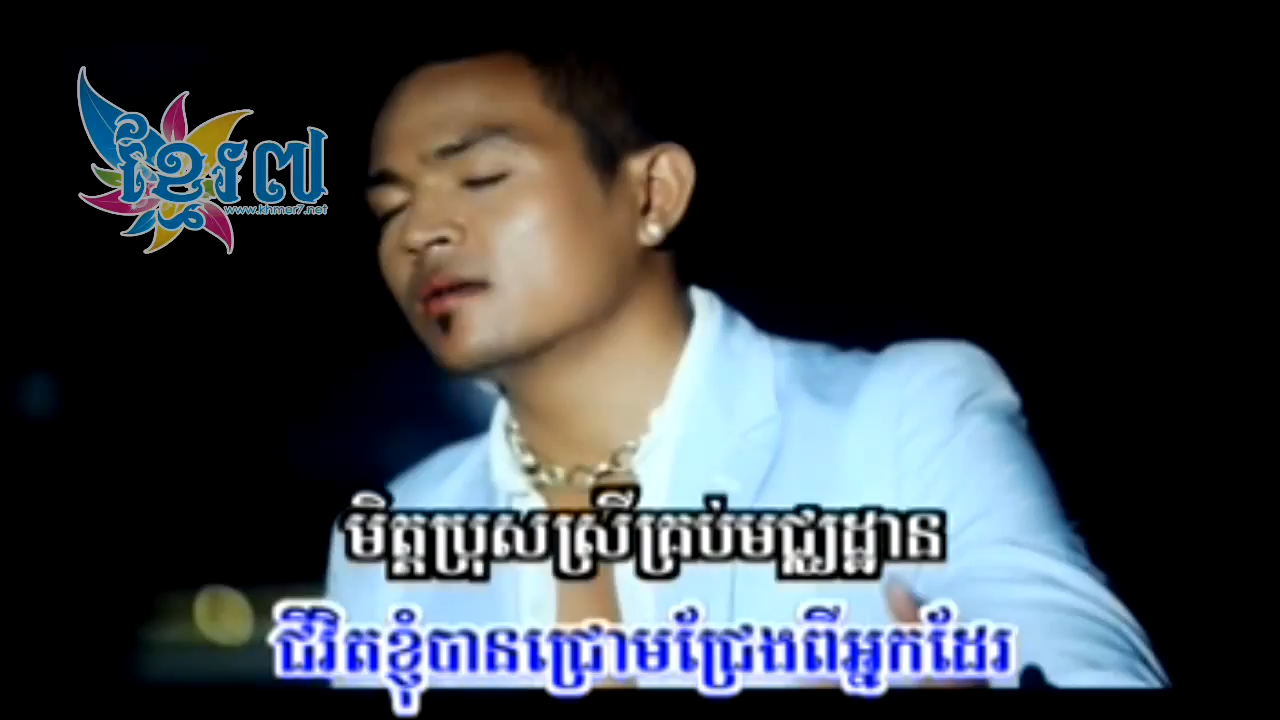 ខ្មែរ៧
www.khmer7.net
មិត្តប្រុសស្រីគ្រប់មជ្ឈដ្ឋាន
ជីវិតខ្ញុំបានជ្រោមជ្រែងពីអ្នកដែរ